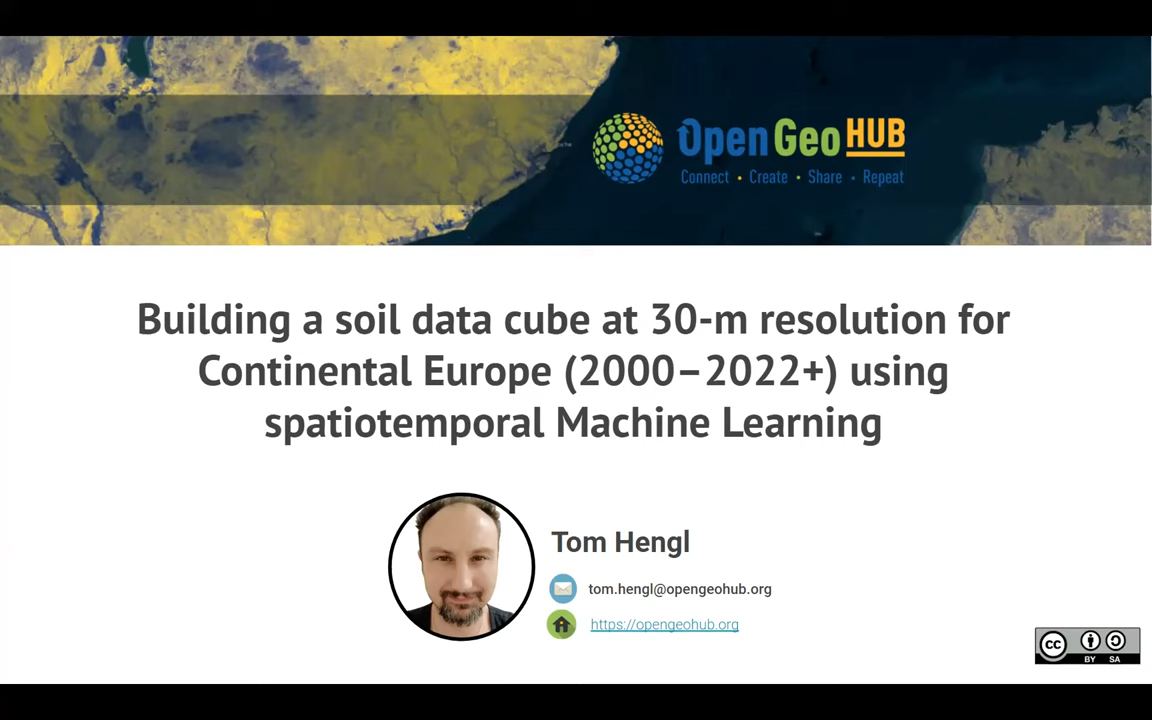 OpenGeoHUB
Connect • Create • Share • Repeat
Building a soil data cube at 30-m resolution for
Continental Europe (2000–2022+) using
spatiotemporal Machine Learning
Tom Hengl
tom.hengl@opengeohub.org
https://opengeohub.org
cc
BY SA